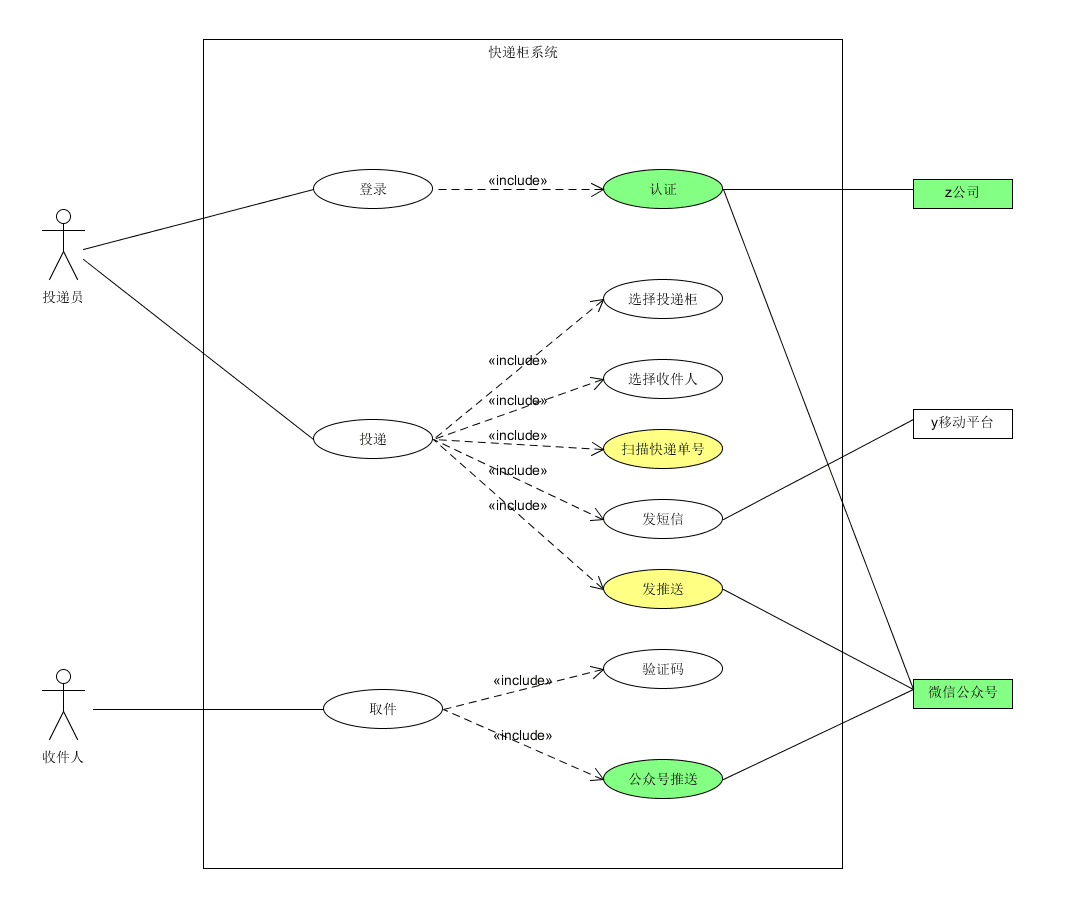 快递柜系统
登录
«include»
认证
z公司
投递员
«include»
选择投递柜
«include»
选择收件人
y移动平台
投递
«include»
扫描快递单号
«include»
发短信
«include»
发推送
«include»
验证码
微信公众号
取件
收件人
«include»
公众号推送